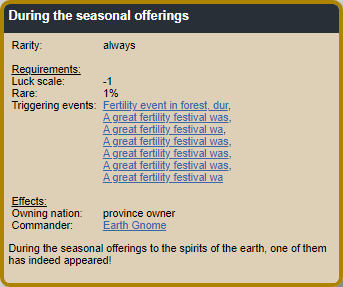 During the seasonal offerings
Rarity: always
Requirements:
Luck scale: -1
Rare: 1%
Triggering events: Fertility event in forest, dur,
A great fertility festival was,
A great fertility festival wa,
A great fertility festival was,
A great fertility festival was,
A great fertility festival was,
A great fertility festival wa
Effects:
Owning nation: province owner
Commander: Earth Gnome
During the seasonal offerings to the spirits of the earth, one of them
has indeed appeared!